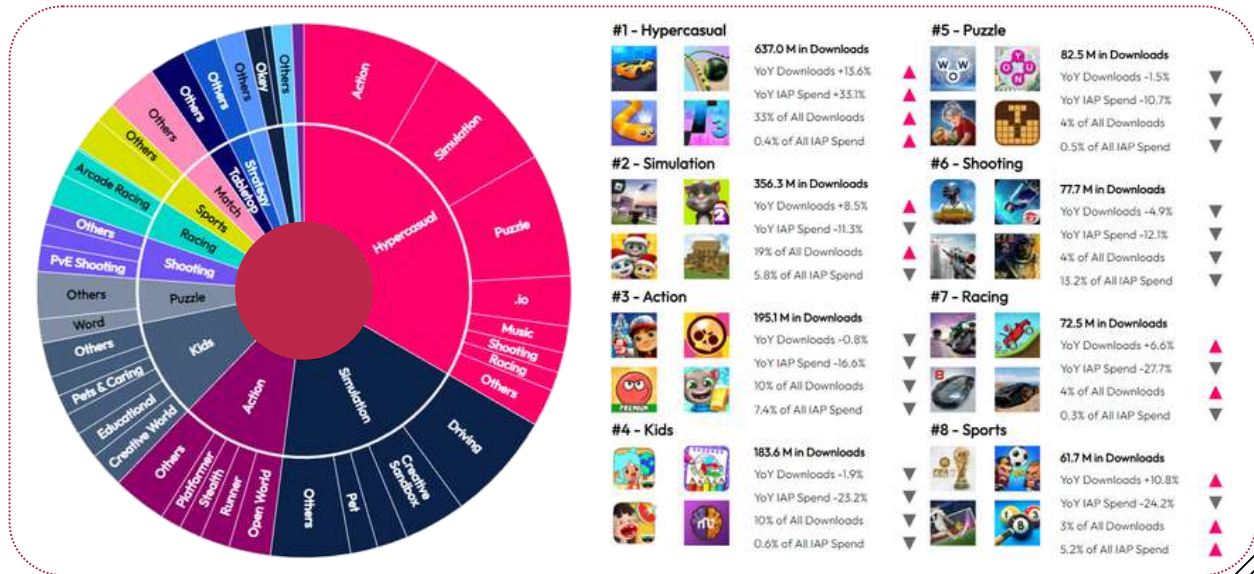 Action
Simulation
Puzzle
.io
Music
Shooting
Racing
Others
Hypercasual
Driving
Creative
Sandbox
Pet
Others
Simulation
Open World
Runner
Stealth
Platformer
Others
Action
Creative World
Educational
Pets & Caring
Others
Kids
Word
Others
Puzzle
PvE Shooting
Others
Shooting
Arcade Racing
Racing
Others
Sports
Others
Match
Others
Tabletop
Others
Strategy
Others
Okey
Others
#1 - Hypercasual
637.0 M in Downloads
YoY Downloads +13.6%
YoY IAP Spend +33.1%
33% of All Downloads
0.4% of All IAP Spend
#2 - Simulation
356.3 M in Downloads
YoY Downloads +8.5%
YoY IAP Spend -11.3%
19% of All Downloads
5.8% of All IAP Spend
#3 - Action
195.1 M in Downloads
YoY Downloads -0.8%
YoY IAP Spend -16.6%
10% of All Downloads
7.4% of All IAP Spend
PREMIUM
#4 - Kids
183.6 M in Downloads
YoY Downloads -1.9%
YoY IAP Spend -23.2%
10% of All Downloads
0.6% of All IAP Spend
#5 - Puzzle
W O W
82.5 M in Downloads
YoY Downloads -1.5%
YoY IAP Spend -10.7%
4% of All Downloads
0.5% of All IAP Spend
#6 - Shooting
77.7 M in Downloads
YoY Downloads -4.9%
YoY IAP Spend -12.1%
4% of All Downloads
13.2% of All IAP Spend
#7 - Racing
72.5 M in Downloads
YoY Downloads +6.6%
YoY IAP Spend -27.7%
4% of All Downloads
0.3% of All IAP Spend
#8 - Sports
61.7 M in Downloads
YoY Downloads +10.8%
YoY IAP Spend -24.2%
3% of All Downloads
5.2% of All IAP Spend